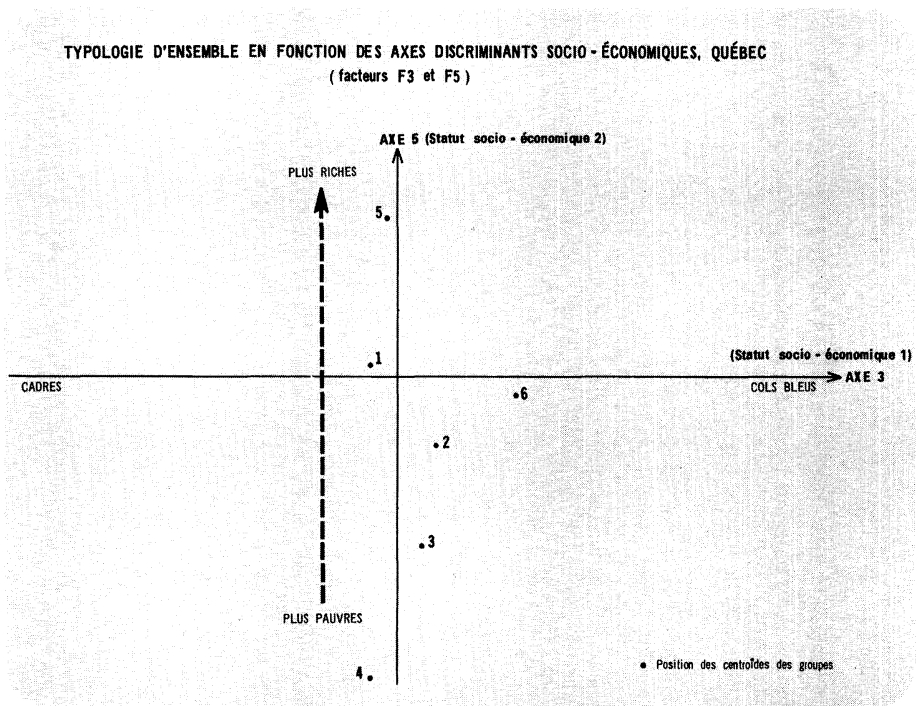 TYPOLOGIE D'ENSEMBLE EN FONCTION DES AXES DISCRIMINANTS SOCIO - ÉCONOMIQUES, QUÉBEC
( facteurs F3 et F5 )
AXE 5 (Statut socio - économique 2)
PLUS RICHES
5
1
(Statut socio - économique 1)
AXE 3
CADRES
COLS BLEUS
6
2
3
PLUS PAUVRES
4
Position des centroïdes des groupes